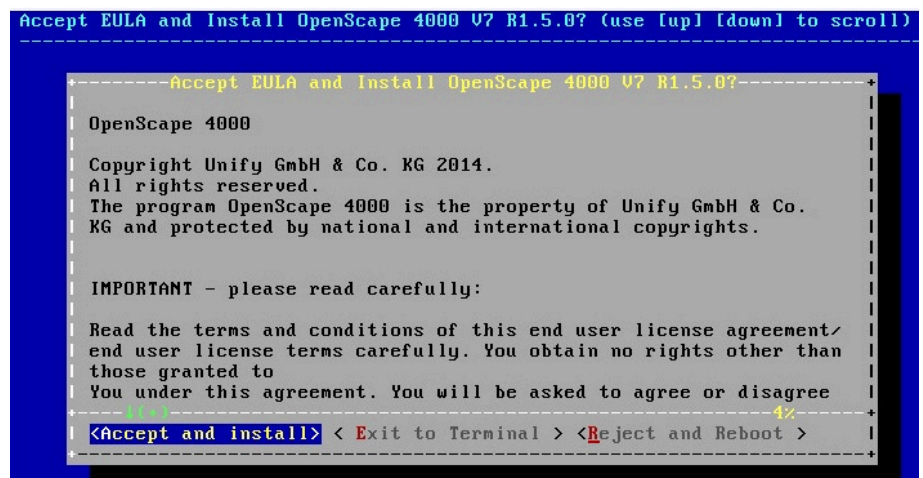 Accept EULA and Install OpenScape 4000 V7 R1.5.0? (use [up] [down] to scroll)
Accept EULA and Install OpenScape 4000 V7 R1.5.0?
OpenScape 4000
Copyright Unify GmbH & Co. KG 2014.
All rights reserved.
The program OpenScape 4000 is the property of Unify GmbH & Co.
KG and protected by national and international copyrights.
IMPORTANT - please read carefully:
Read the terms and conditions of this end user license agreement/
end user license terms carefully. You obtain no rights other than
those granted to
You under this agreement. You will be asked to agree or disagree
↓(+) 4%
<Accept and install> < Exit to Terminal > <Reject and Reboot >